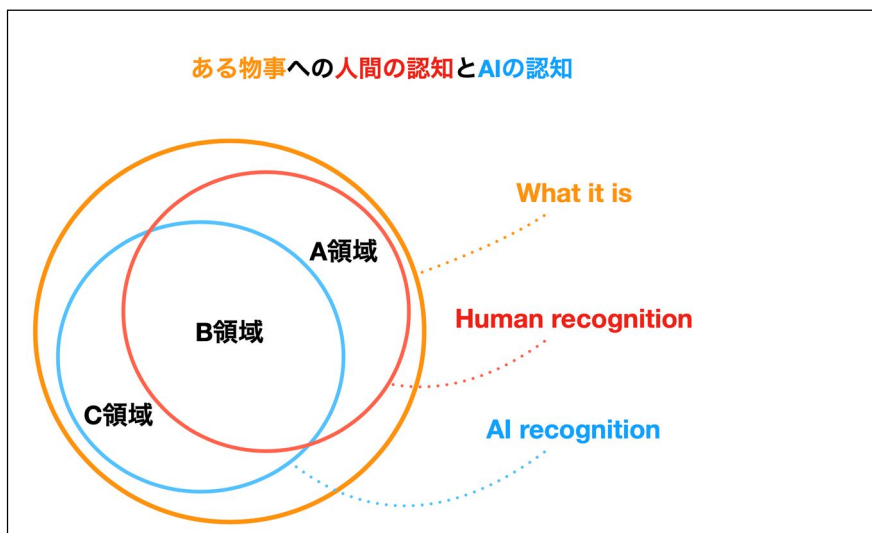 ある物事への人間の認知とAIの認知
What it is
A領域
Human recognition
B領域
C領域
AI recognition